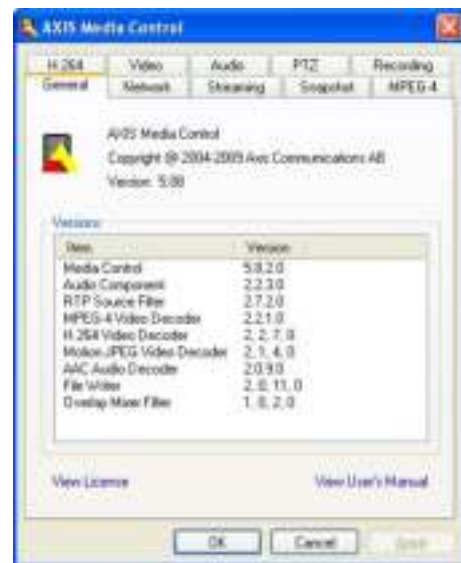 AXIS Media Control
H.264 Video Audio PTZ Recording
General Network Streaming Snapshot MPEG-4
AXIS Media Control
Copyright © 2004-2009 Axis Communications AB
Version: 5.08
Versions
Item Version
Media Control 5.8.2.0
Audio Component 2.2.3.0
RTP Source Filter 2.7.2.0
MPEG-4 Video Decoder 2.2.1.0
H.264 Video Decoder 2, 2, 7, 0
Motion JPEG Video Decoder 2, 1, 4, 0
AAC Audio Decoder 2.0.9.0
File Writer 2, 0, 11, 0
Overlap Mixer Filter 1, 0, 2, 0
View License View User's Manual
OK Cancel Apply